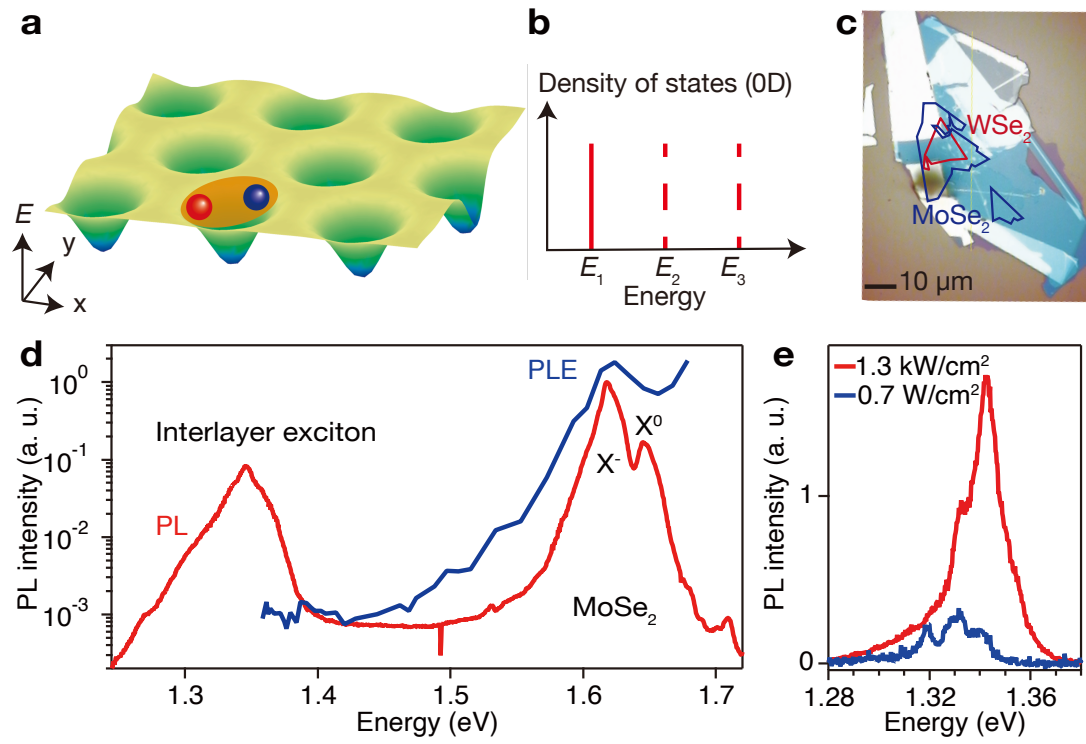 a
E
y
x
b
Density of states (0D)
E₁ E₂ E₃
Energy
c
WSe₂
MoSe₂
10 µm
d
PL intensity (a. u.)
10⁰
10⁻¹
10⁻²
10⁻³
Interlayer exciton
PL
PLE
X⁻
X⁰
MoSe₂
1.3 1.4 1.5 1.6 1.7
Energy (eV)
e
1.3 kW/cm²
0.7 W/cm²
PL intensity (a. u.)
1
0
1.28 1.32 1.36
Energy (eV)